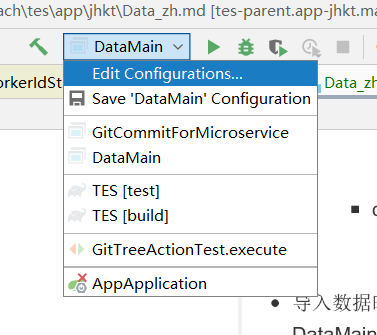 ach\tes\app\jhkt\Data_zh.md [tes-parent.app-jhkt.ma
DataMain
orkerIdSt
Data_zh
Edit Configurations...
Save 'DataMain' Configuration
GitCommitForMicroservice
DataMain
TES [test]
TES [build]
GitTreeActionTest.execute
AppApplication
导入数据
DataMain